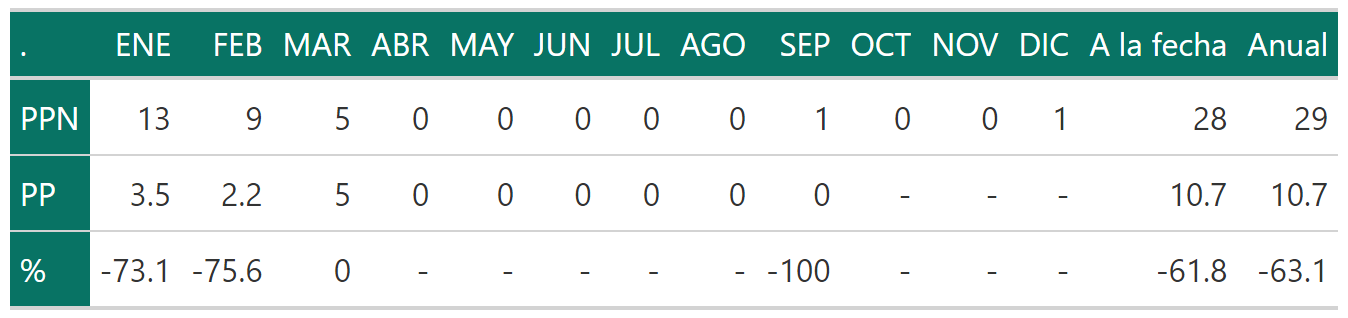 . ENE FEB MAR ABR MAY JUN JUL AGO SEP OCT NOV DIC A la fecha Anual
PPN 13 9 5 0 0 0 0 0 1 0 0 1 28 29
PP 3.5 2.2 5 0 0 0 0 0 0 - - - 10.7 10.7
% -73.1 -75.6 0 - - - - - -100 - - - -61.8 -63.1